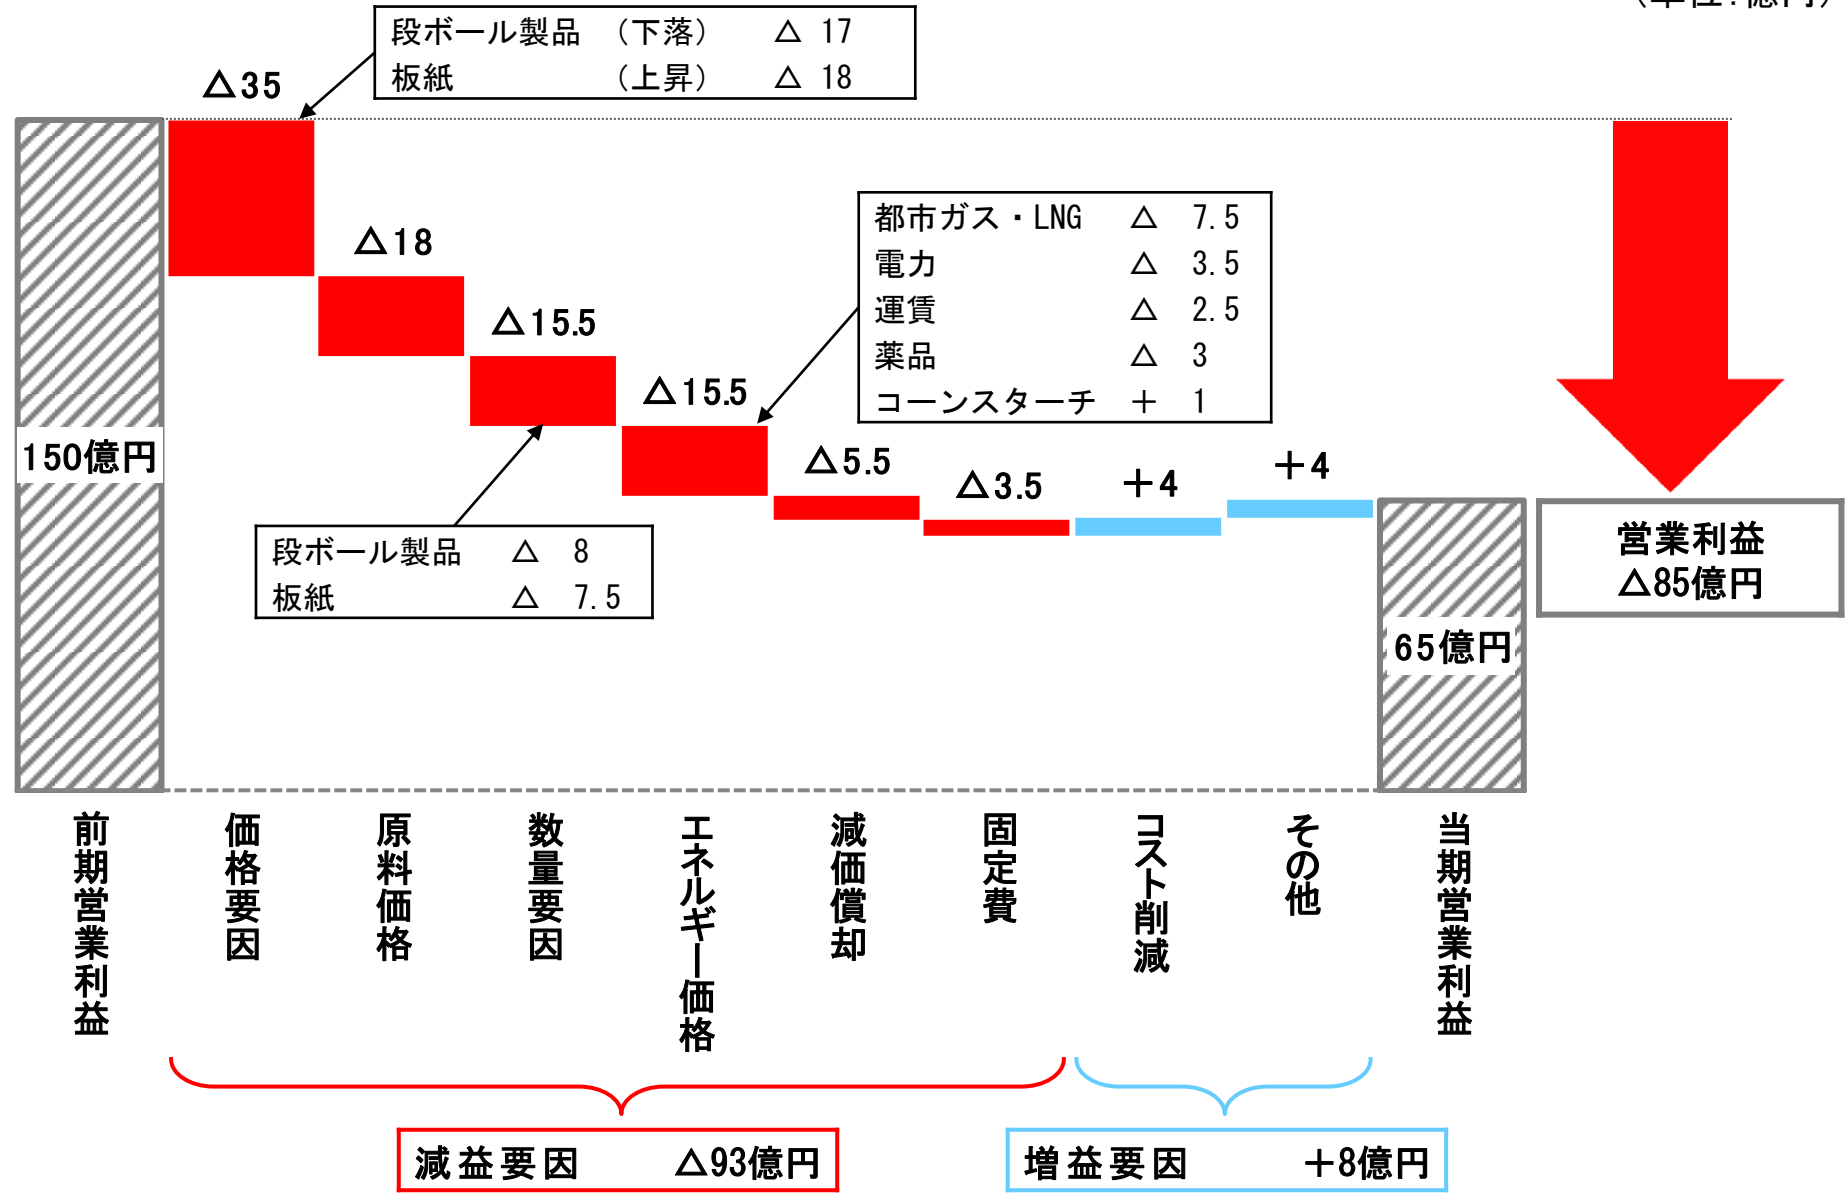 （単位：億円）
段ボール製品 （下落） △ 17
板紙 （上昇） △ 18
△35
△18
△15.5
△15.5
△5.5
△3.5
＋4
＋4
都市ガス・LNG △ 7.5
電力 △ 3.5
運賃 △ 2.5
薬品 △ 3
コーンスターチ ＋ 1
段ボール製品 △ 8
板紙 △ 7.5
150億円
65億円
営業利益
△85億円
前期営業利益
価格要因
原料価格
数量要因
エネルギー価格
減価償却
固定費
コスト削減
その他
当期営業利益
減益要因 △93億円
増益要因 ＋8億円